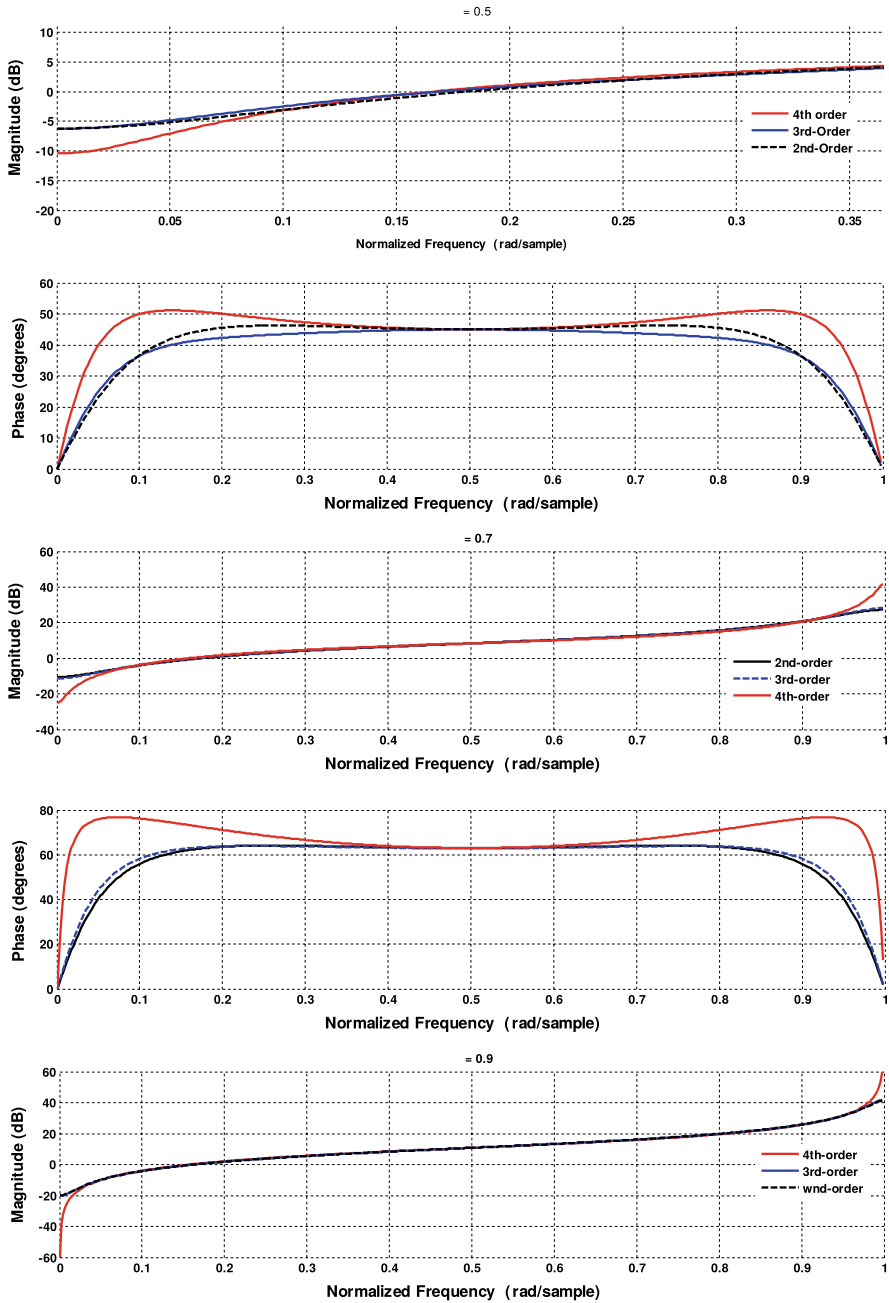 = 0.5
Magnitude (dB)
10
5
0
-5
-10
-15
-20
4th order
3rd-Order
2nd-Order
0 0.05 0.1 0.15 0.2 0.25 0.3 0.35
Normalized Frequency (rad/sample)
Phase (degrees)
60
50
40
30
20
10
0
0 0.1 0.2 0.3 0.4 0.5 0.6 0.7 0.8 0.9 1
Normalized Frequency (rad/sample)
= 0.7
Magnitude (dB)
60
40
20
0
-20
-40
2nd-order
3rd-order
4th-order
0 0.1 0.2 0.3 0.4 0.5 0.6 0.7 0.8 0.9 1
Normalized Frequency (rad/sample)
Phase (degrees)
80
60
40
20
0
0 0.1 0.2 0.3 0.4 0.5 0.6 0.7 0.8 0.9 1
Normalized Frequency (rad/sample)
= 0.9
Magnitude (dB)
60
40
20
0
-20
-40
-60
4th-order
3rd-order
wnd-order
0 0.1 0.2 0.3 0.4 0.5 0.6 0.7 0.8 0.9 1
Normalized Frequency (rad/sample)